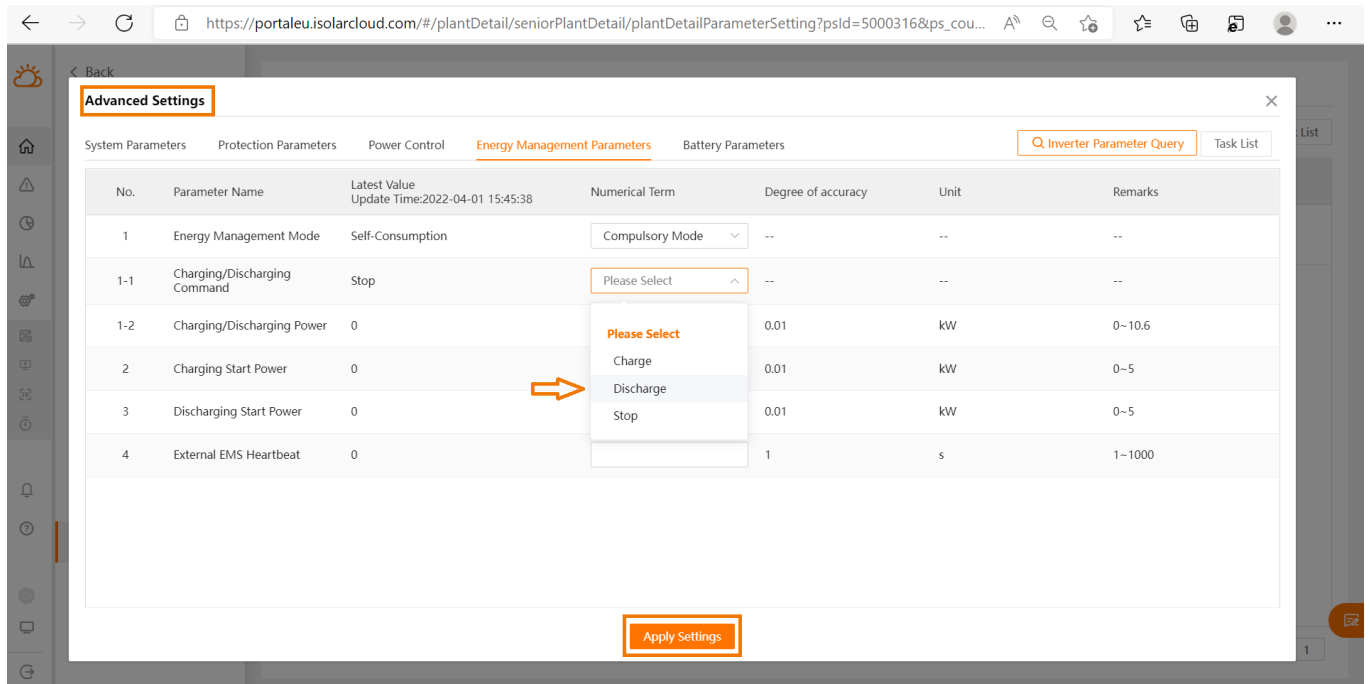 https://portaleu.isolarcloud.com/#/plantDetail/seniorPlantDetail/plantDetailParameterSetting?psId=5000316&ps_cou...
Back
Advanced Settings
System Parameters Protection Parameters Power Control Energy Management Parameters Battery Parameters Inverter Parameter Query Task List List
No. Parameter Name Latest Value Update Time:2022-04-01 15:45:38 Numerical Term Degree of accuracy Unit Remarks
1 Energy Management Mode Self-Consumption Compulsory Mode -- -- --
1-1 Charging/Discharging Command Stop Please Select -- -- --
1-2 Charging/Discharging Power 0 0.01 kW 0~10.6
Please Select
Charge
2 Charging Start Power 0 0.01 kW 0~5
Discharge
3 Discharging Start Power 0 0.01 kW 0~5
Stop
4 External EMS Heartbeat 0 1 s 1~1000
Apply Settings
1